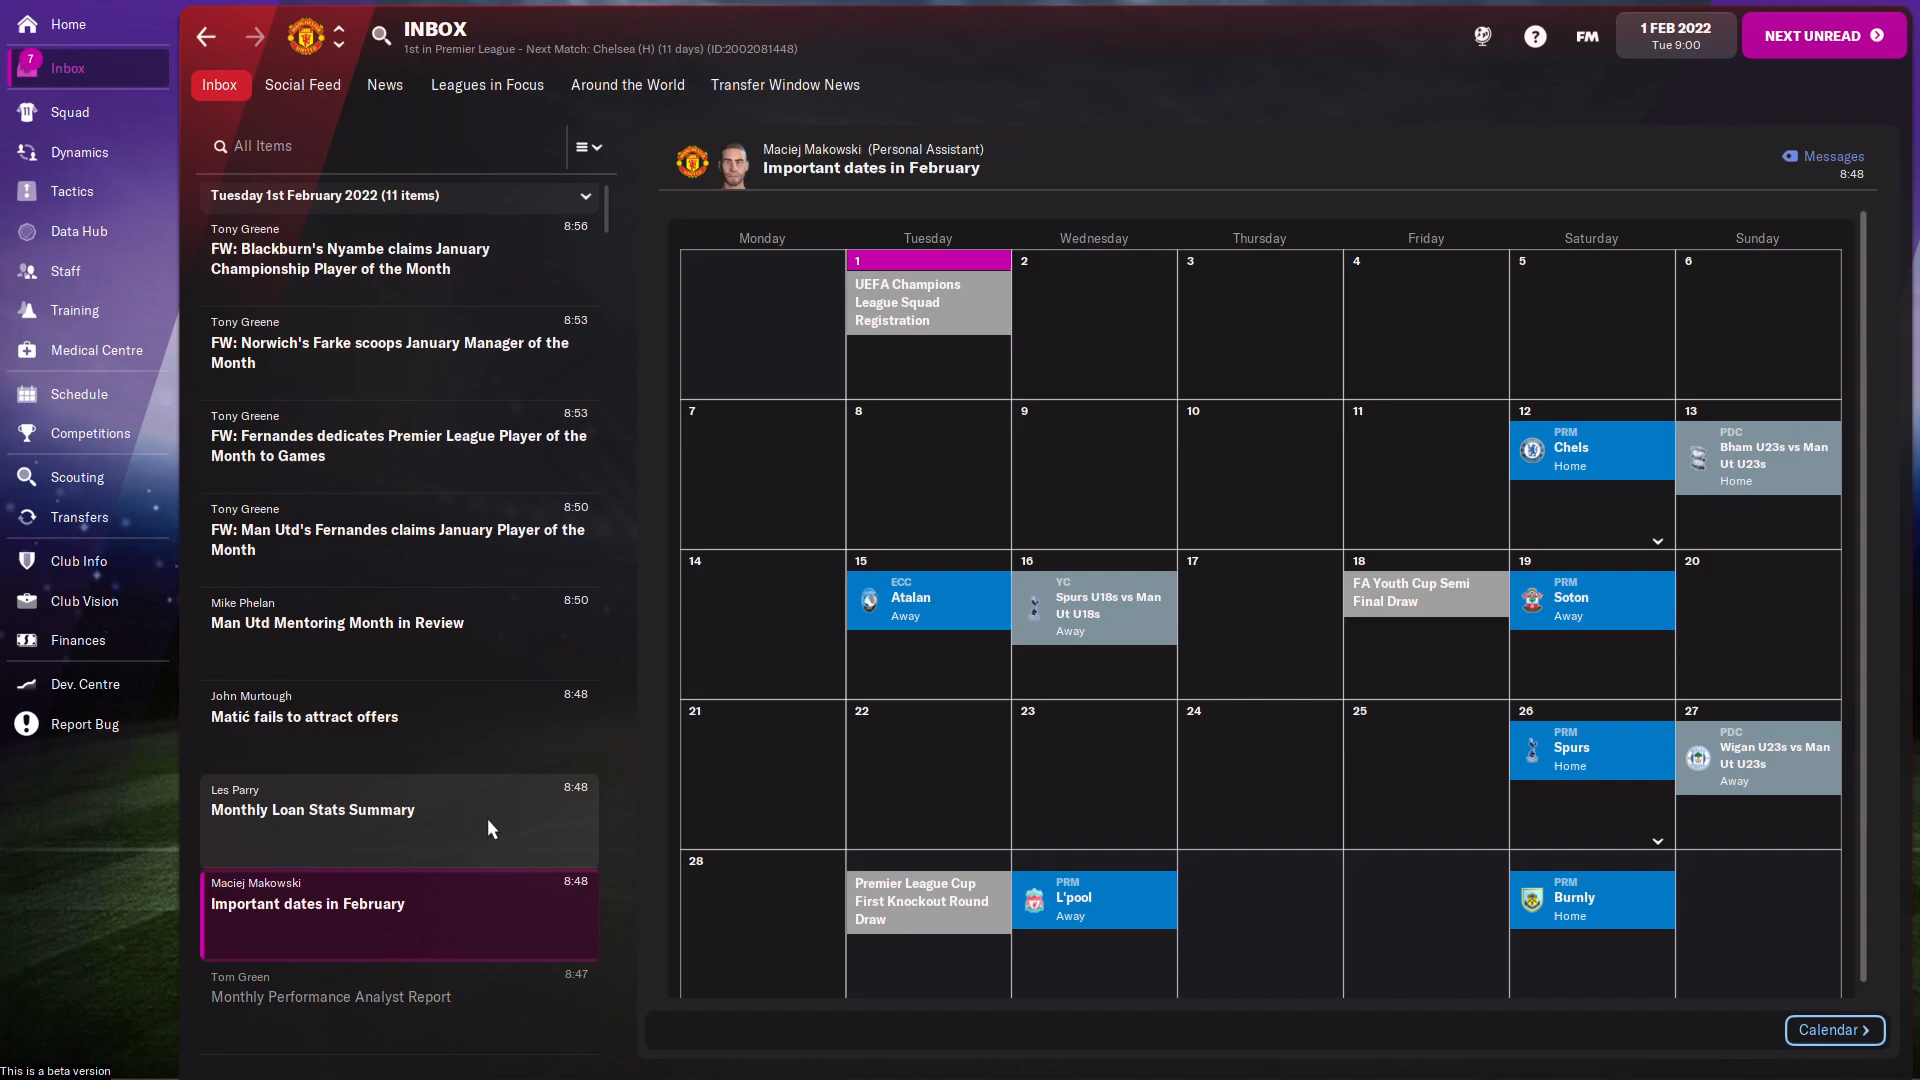 Home
7
Inbox
Squad
Dynamics
Tactics
Data Hub
Staff
Training
Medical Centre
Schedule
Competitions
Scouting
Transfers
Club Info
Club Vision
Finances
Dev. Centre
Report Bug
This is a beta version
INBOX
1st in Premier League - Next Match: Chelsea (H) (11 days) (ID:2002081448)
FM
1 FEB 2022
Tue 9:00
NEXT UNREAD
Inbox
Social Feed
News
Leagues in Focus
Around the World
Transfer Window News
All Items
Tuesday 1st February 2022 (11 items)
Tony Greene
8:56
FW: Blackburn's Nyambe claims January
Championship Player of the Month
Tony Greene
8:53
FW: Norwich's Farke scoops January Manager of the
Month
Tony Greene
8:53
FW: Fernandes dedicates Premier League Player of the
Month to Games
Tony Greene
8:50
FW: Man Utd's Fernandes claims January Player of the
Month
Mike Phelan
8:50
Man Utd Mentoring Month in Review
John Murtough
8:48
Matić fails to attract offers
Les Parry
8:48
Monthly Loan Stats Summary
Maciej Makowski
8:48
Important dates in February
Tom Green
8:47
Monthly Performance Analyst Report
Maciej Makowski (Personal Assistant)
Important dates in February
Messages
8:48
Monday
Tuesday
Wednesday
Thursday
Friday
Saturday
Sunday
1
UEFA Champions
League Squad
Registration
2
3
4
5
6
7
8
9
10
11
12
PRM
Chels
Home
13
PDC
Bham U23s vs Man
Ut U23s
Home
14
15
ECC
Atalan
Away
16
YC
Spurs U18s vs Man
Ut U18s
Away
17
18
FA Youth Cup Semi
Final Draw
19
PRM
Soton
Away
20
21
22
23
24
25
26
PRM
Spurs
Home
27
PDC
Wigan U23s vs Man
Ut U23s
Away
28
Premier League Cup
First Knockout Round
Draw
PRM
L'pool
Away
PRM
Burnly
Home
Calendar